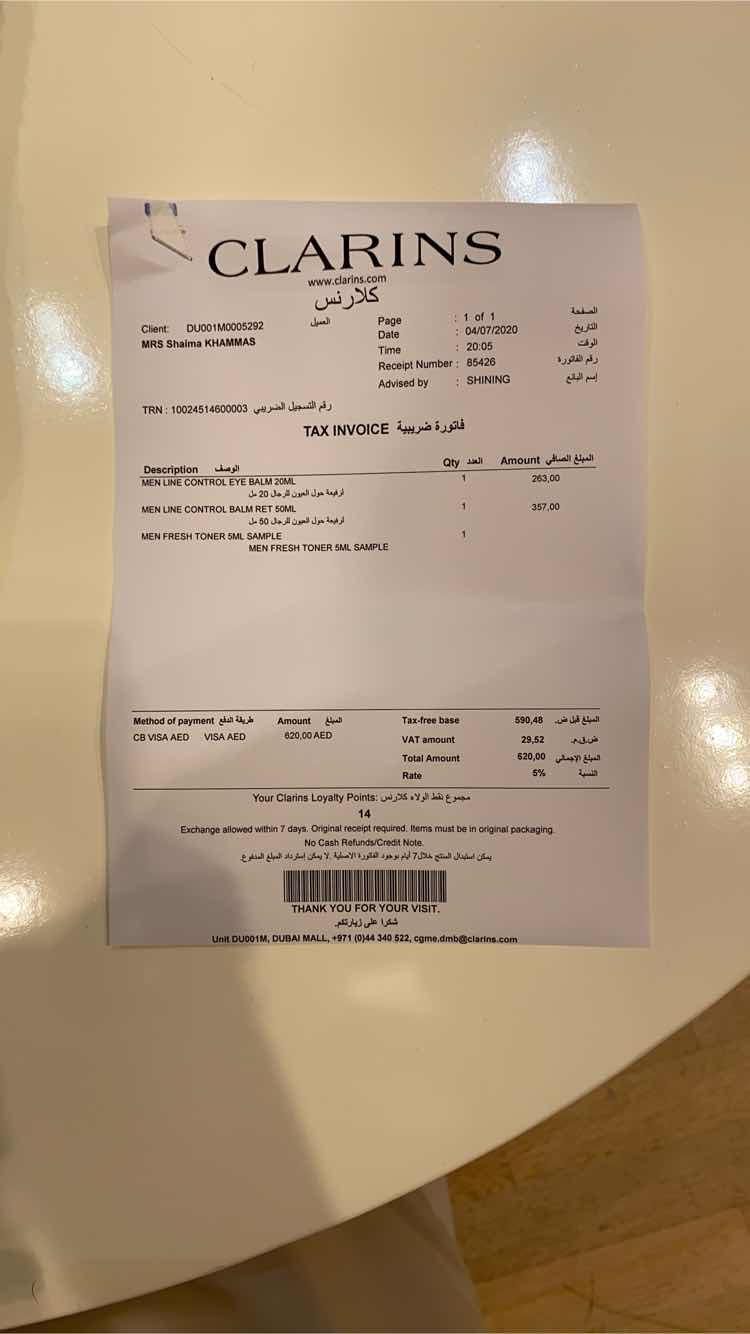 CLARINS
www.clarins.com
كلارنس
Client: DU001M0005292 العميل
MRS Shaima KHAMMAS
Page : 1 of 1 الصفحة
Date : 04/07/2020 التاريخ
Time : 20:05 الوقت
Receipt Number : 85426 رقم الفاتورة
Advised by : SHINING إسم البائع
TRN : 10024514600003 رقم التسجيل الضريبي
TAX INVOICE فاتورة ضريبية
Description الوصف Qty العدد Amount المبلغ الصافي
MEN LINE CONTROL EYE BALM 20ML 1 263,00
لرفيعة حول العيون للرجال 20 مل
MEN LINE CONTROL BALM RET 50ML 1 357,00
لرفيعة حول العيون للرجال 50 مل
MEN FRESH TONER 5ML SAMPLE 1
MEN FRESH TONER 5ML SAMPLE
Method of payment طريقة الدفع Amount المبلغ
CB VISA AED VISA AED 620,00 AED
Tax-free base 590,48 المبلغ قبل ض.
VAT amount 29,52 ض.ق.م.
Total Amount 620,00 المبلغ الإجمالي
Rate 5% النسبة
Your Clarins Loyalty Points: مجموع نقط الولاء كلارنس
14
Exchange allowed within 7 days. Original receipt required. Items must be in original packaging.
No Cash Refunds/Credit Note.
يمكن استبدال المنتج خلال7 أيام بوجود الفاتورة الاصلية. لا يمكن إسترداد المبلغ المدفوع.
THANK YOU FOR YOUR VISIT.
شكرا على زيارتكم.
Unit DU001M, DUBAI MALL, +971 (0)44 340 522, cgme.dmb@clarins.com